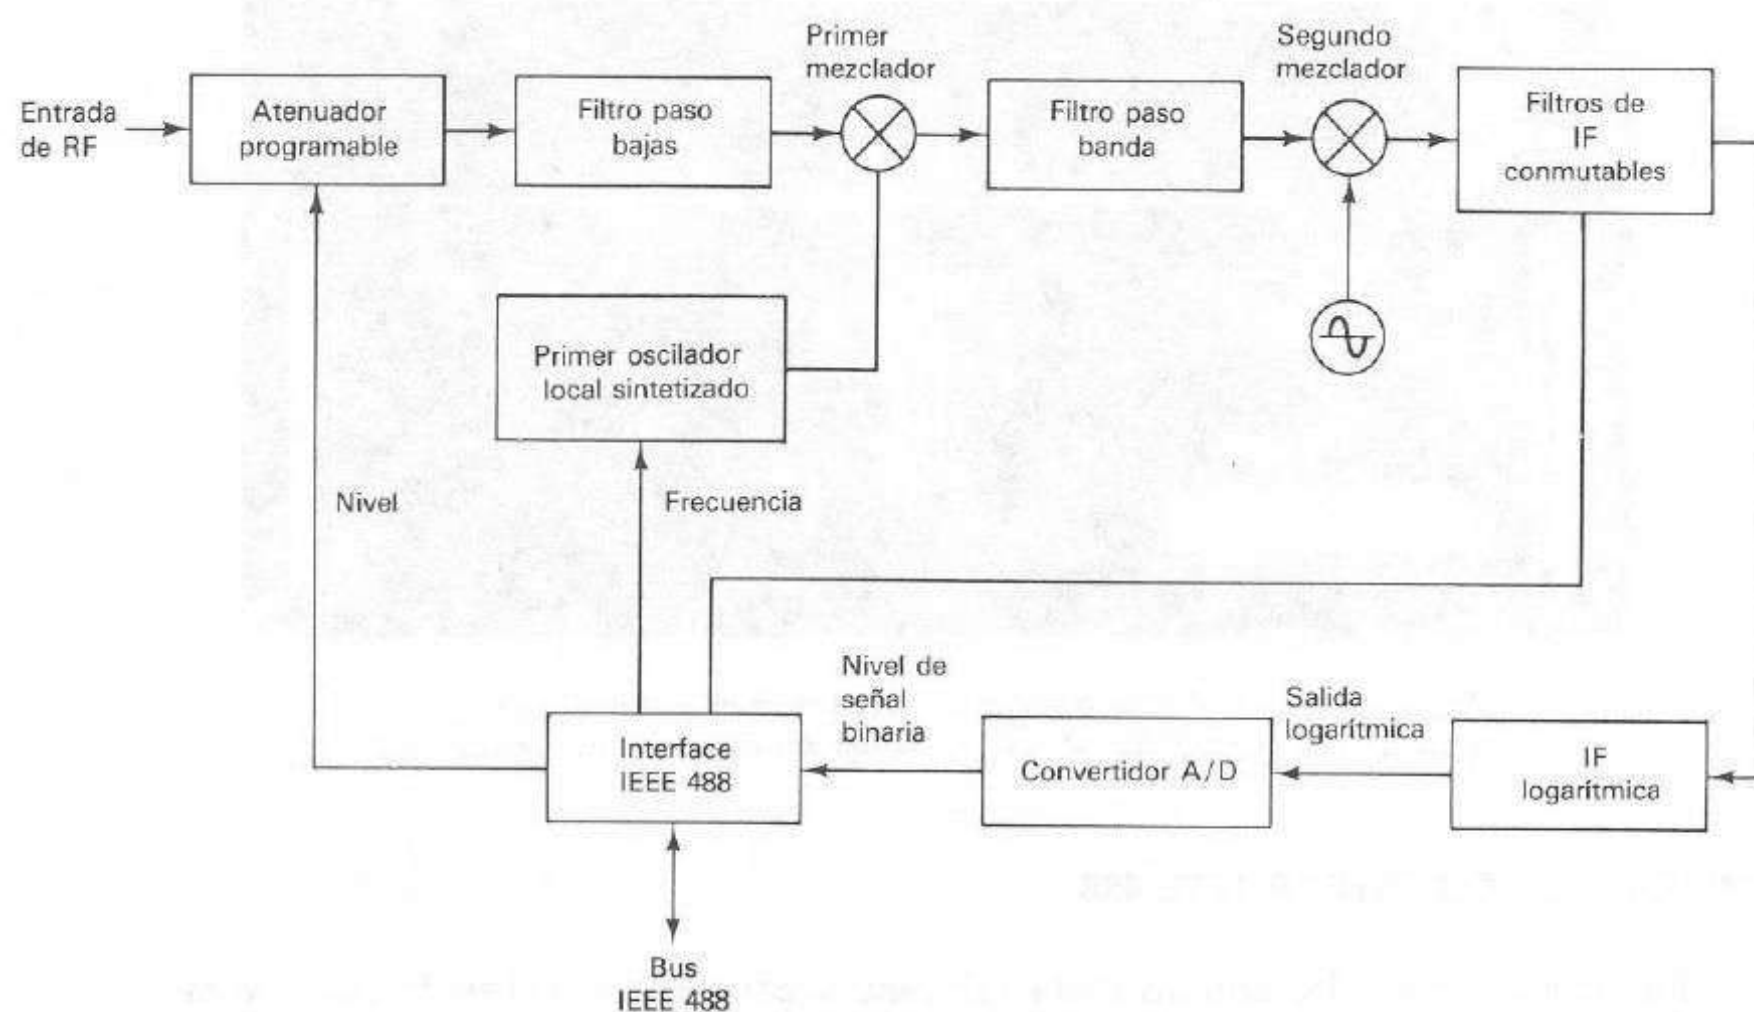 Primer
mezclador
Segundo
mezclador
Entrada
de RF
Atenuador
programable
Filtro paso
bajas
Filtro paso
banda
Filtros de
IF
conmutables
Primer oscilador
local sintetizado
Nivel
Frecuencia
Nivel de
señal
binaria
Salida
logarítmica
Interface
IEEE 488
Convertidor A/D
IF
logarítmica
Bus
IEEE 488